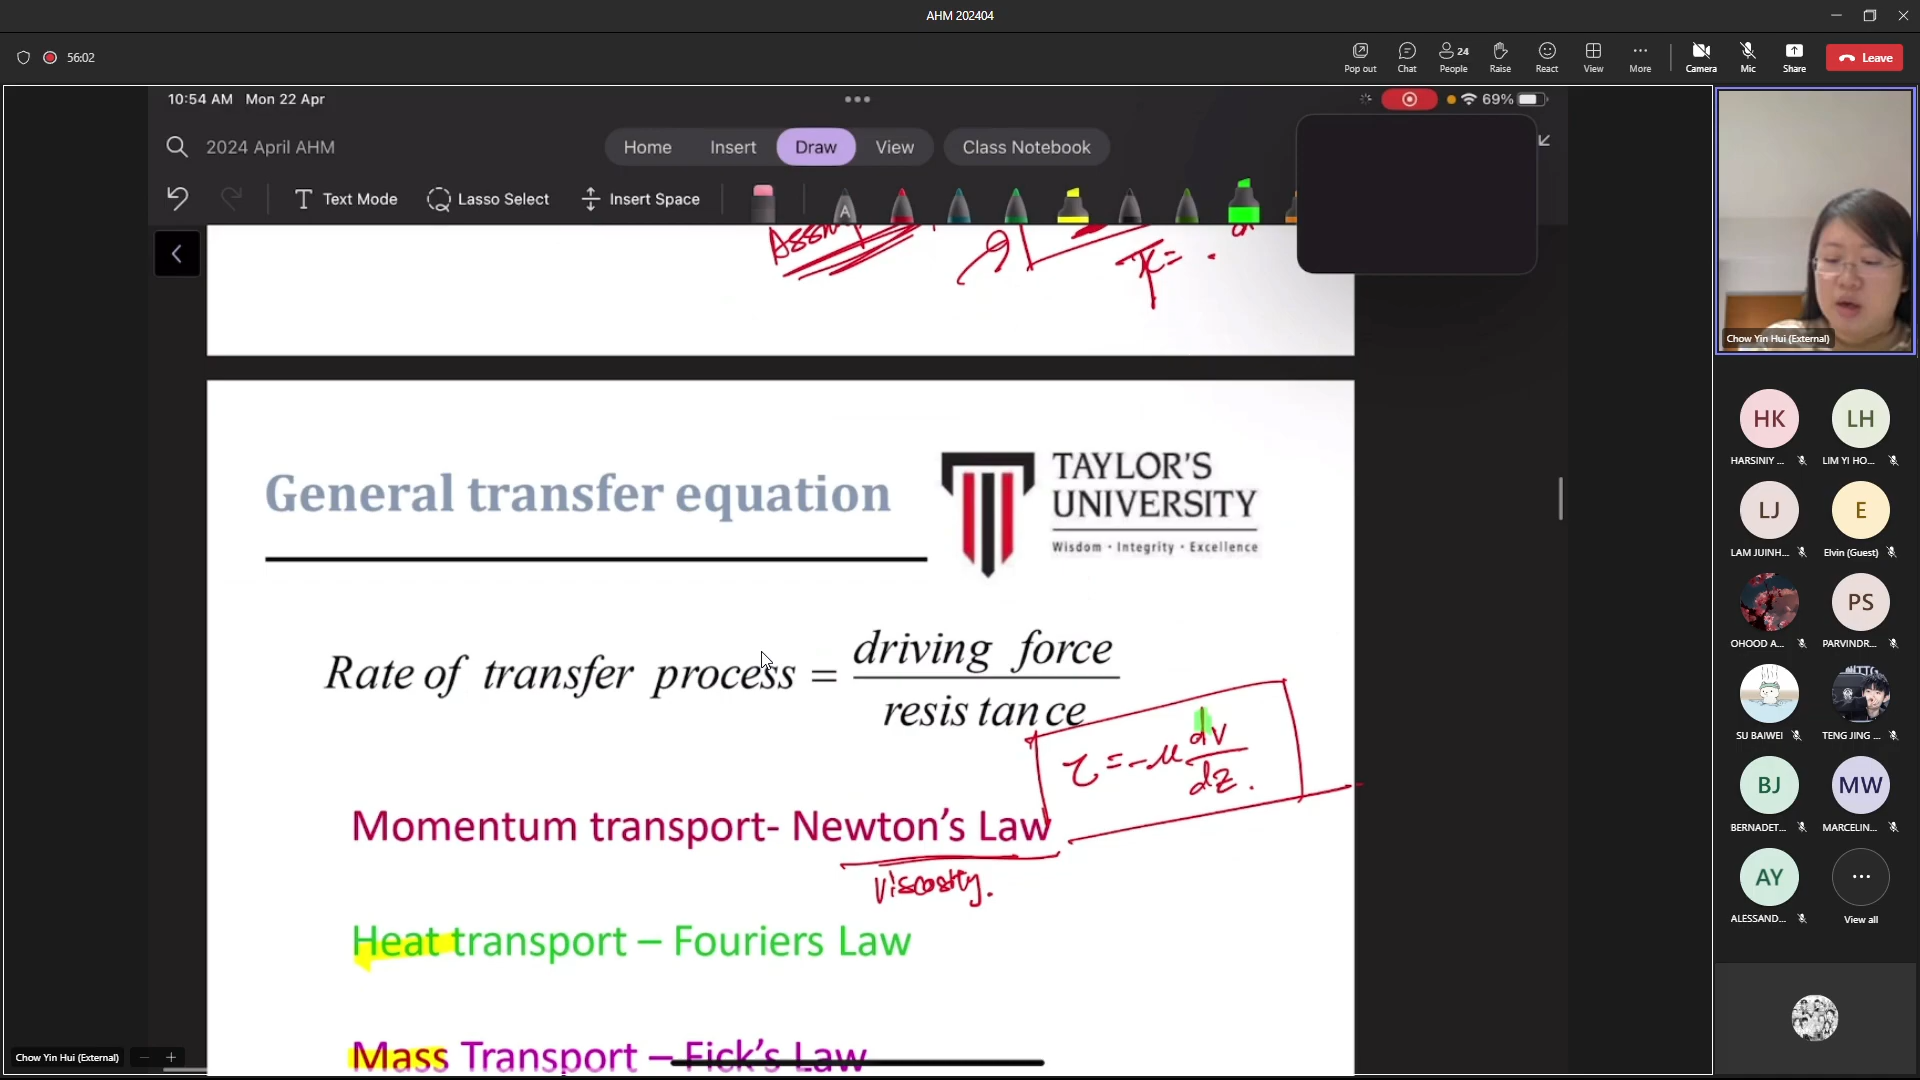 AHM 202404
56:02
Pop out
Chat
24
People
Raise
React
View
More
Camera
Mic
Share
Leave
10:54 AM Mon 22 Apr
69%
2024 April AHM
Home
Insert
Draw
View
Class Notebook
Text Mode
Lasso Select
Insert Space
A
General transfer equation
TAYLOR'S
UNIVERSITY
Wisdom · Integrity · Excellence
Rate of transfer process = driving force
resis tan ce
τ = -μ dv
dz.
Momentum transport- Newton's Law
Viscosity.
Heat transport – Fouriers Law
Mass Transport – Fick's Law
Chow Yin Hui (External)
Chow Yin Hui (External)
HK
HARSINIY ...
LH
LIM YI HO...
LJ
LAM JUINH...
E
Elvin (Guest)
OHOOD A...
PS
PARVINDR...
SU BAIWEI
TENG JING ...
BJ
BERNADET...
MW
MARCELIN...
AY
ALESSAND...
...
View all